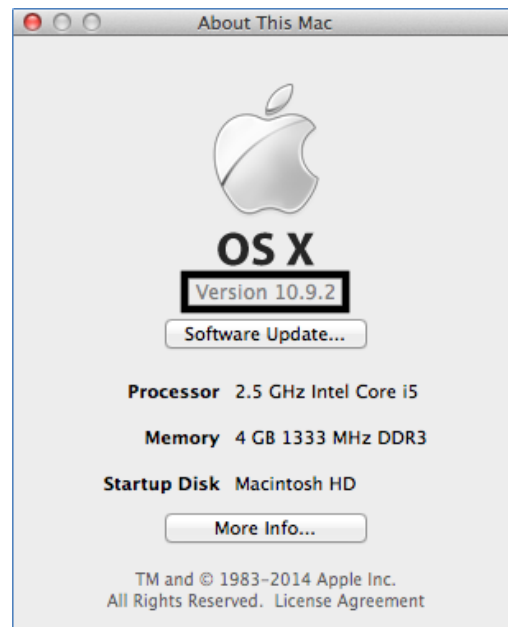 About This Mac
OS X
Version 10.9.2
Software Update...
Processor 2.5 GHz Intel Core i5
Memory 4 GB 1333 MHz DDR3
Startup Disk Macintosh HD
More Info...
TM and © 1983–2014 Apple Inc.
All Rights Reserved. License Agreement